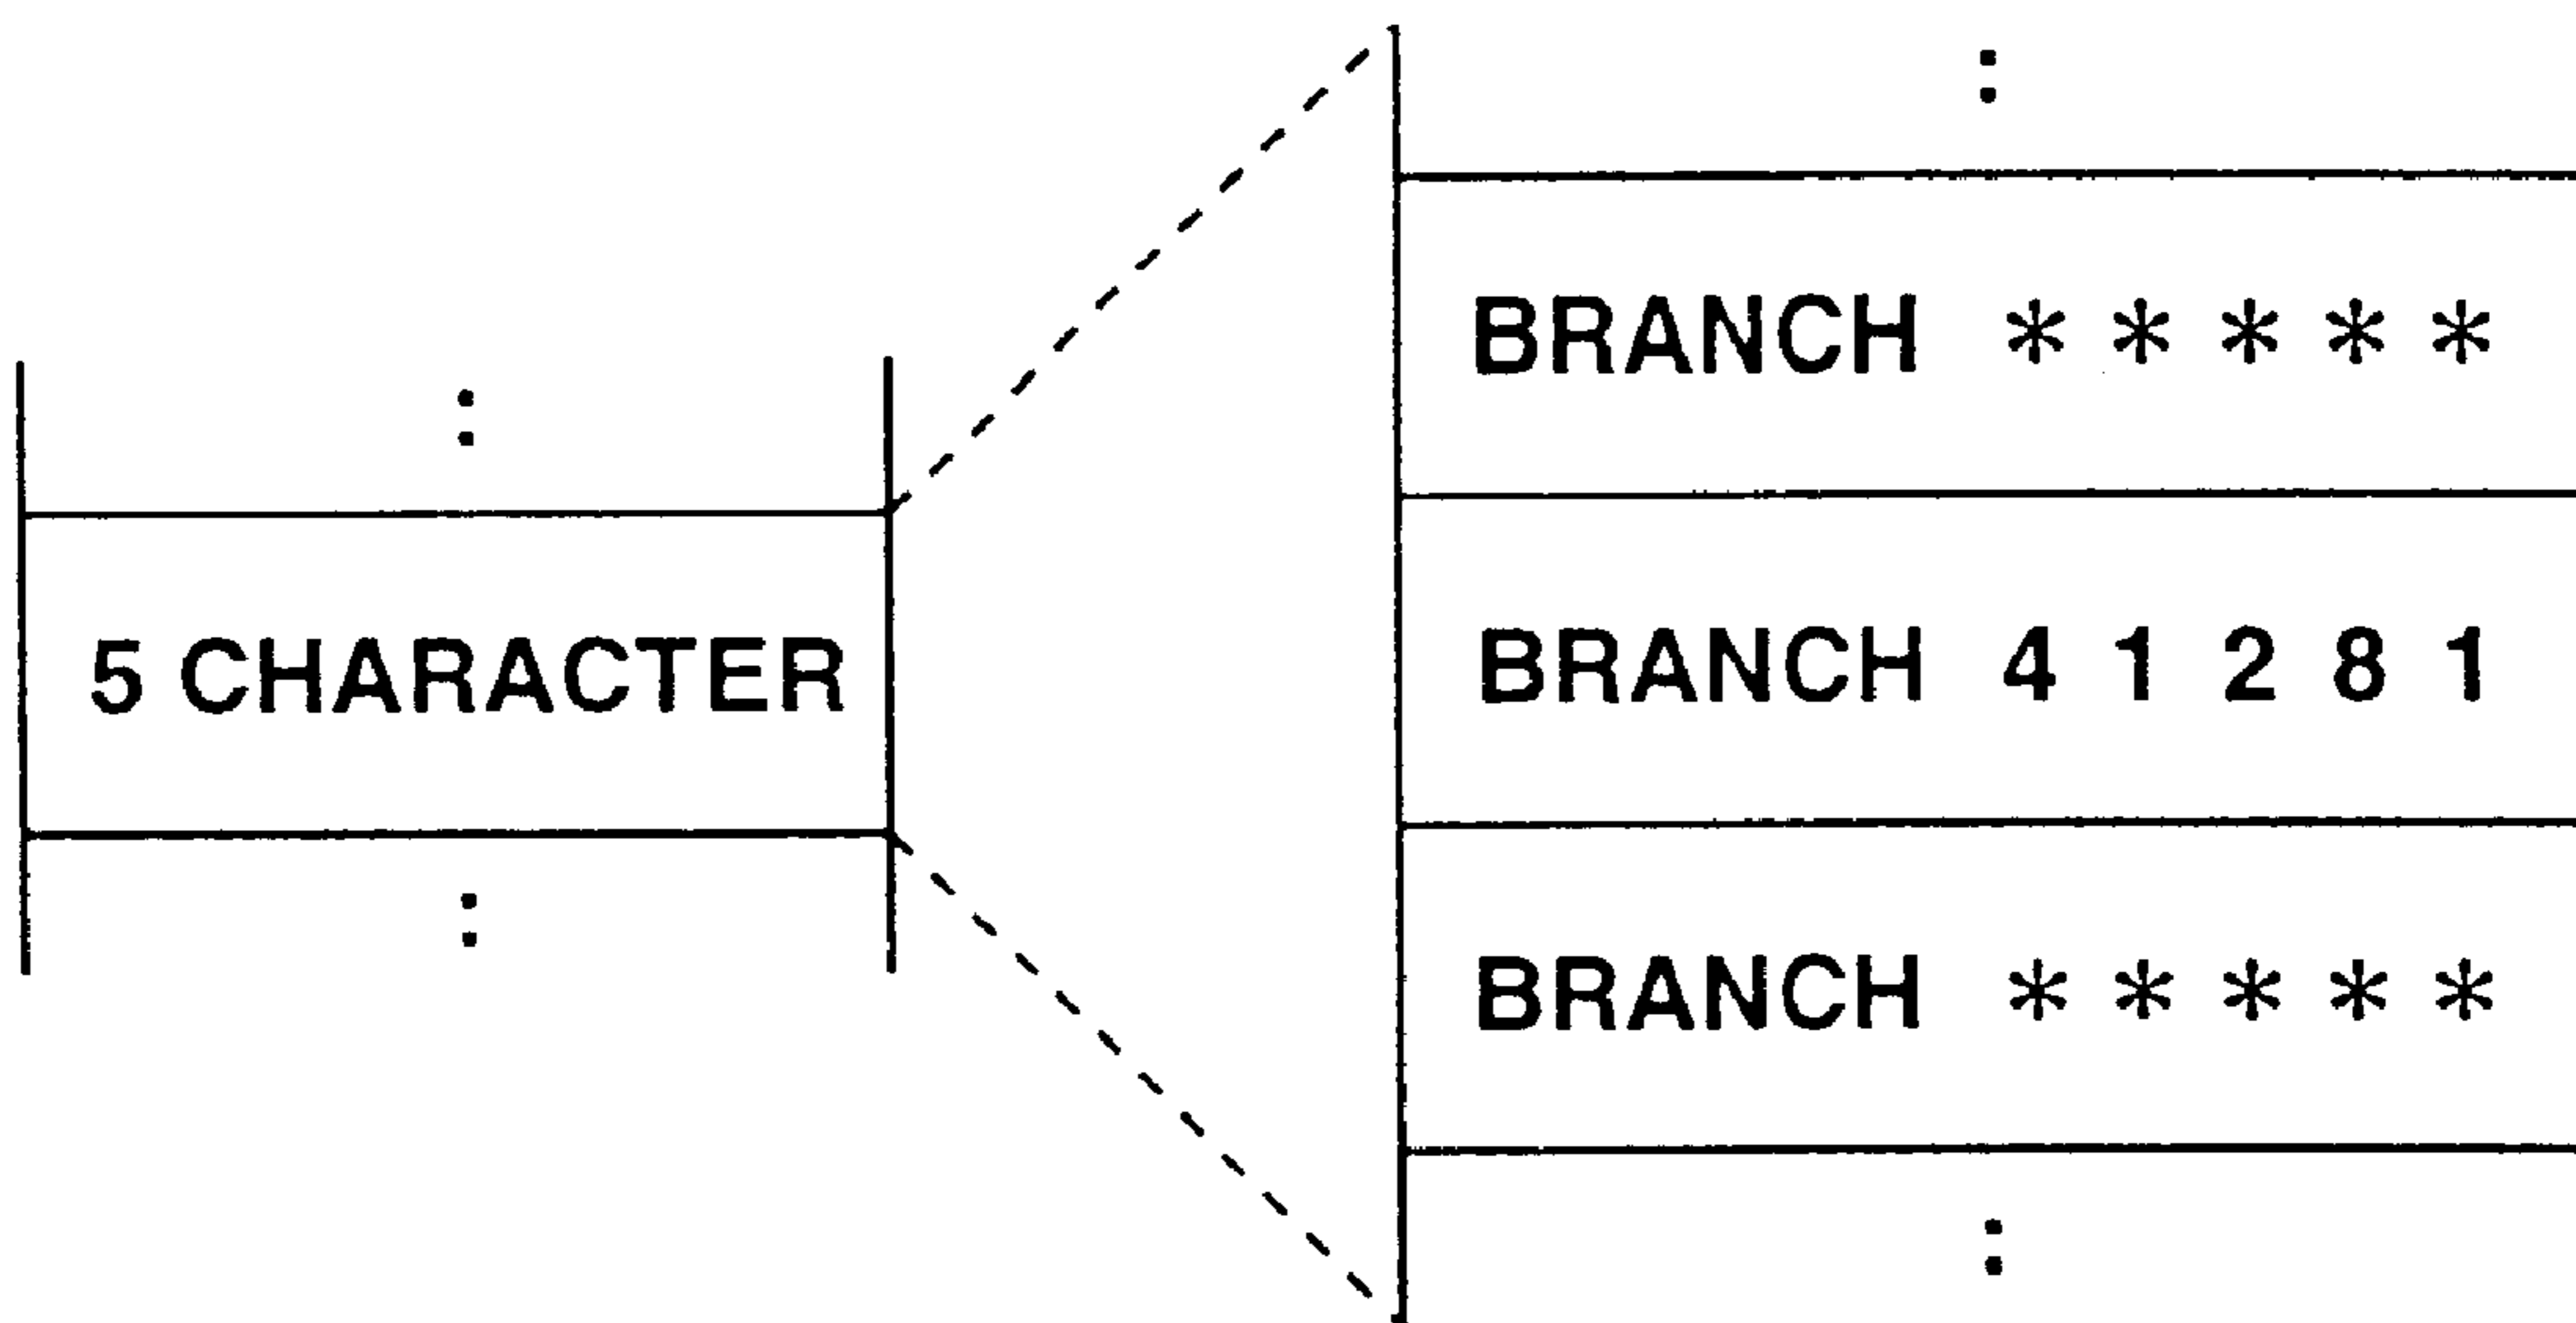 :
BRANCH * * * * *
:
5 CHARACTER
BRANCH 4 1 2 8 1
:
BRANCH * * * * *
: